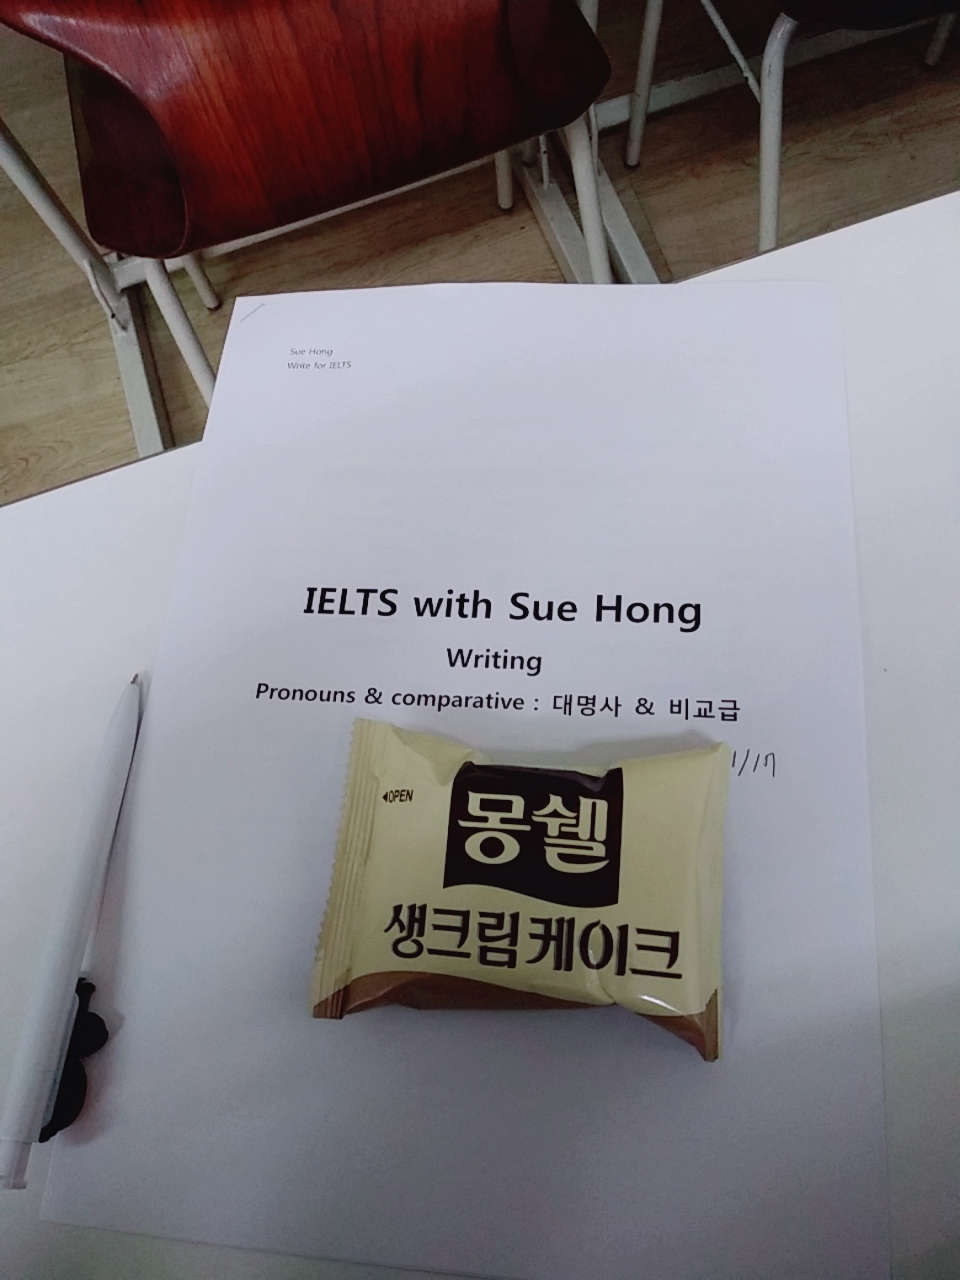 Sue Hong
Write for IELTS
IELTS with Sue Hong
Writing
Pronouns & comparative : 대명사 & 비교급
1/17
◀OPEN
몽쉘
생크림케이크